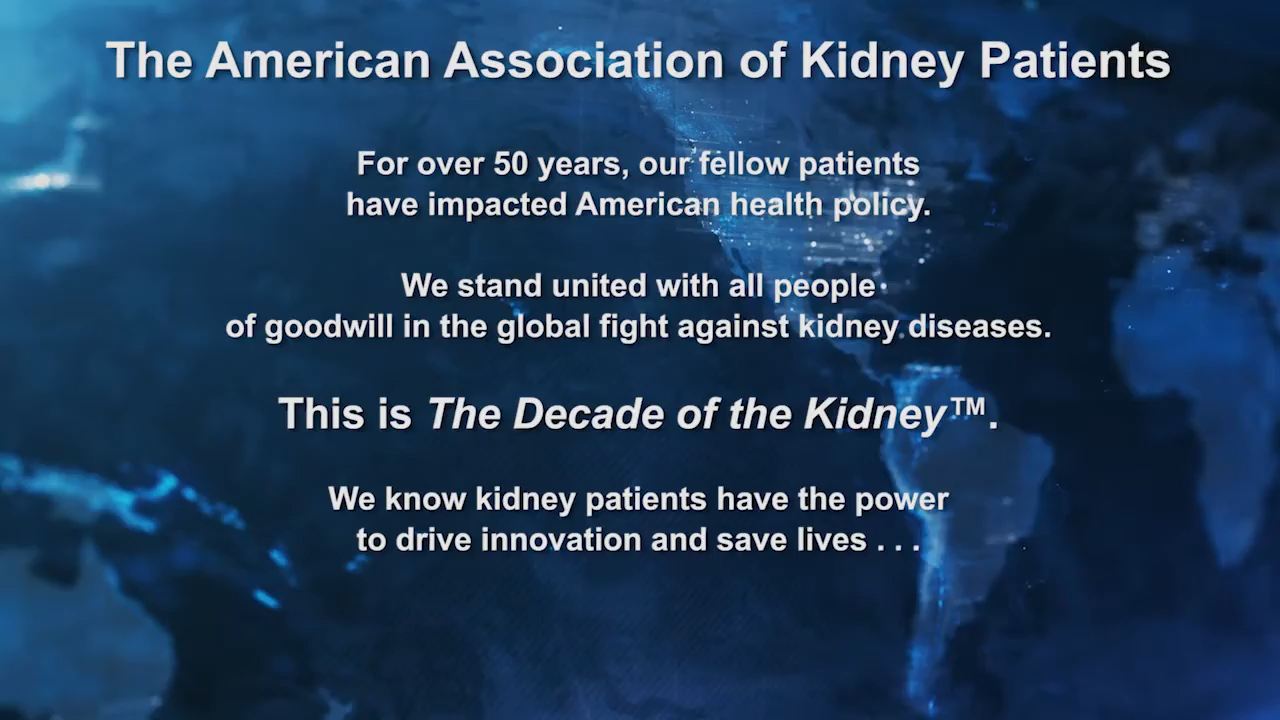 The American Association of Kidney Patients
For over 50 years, our fellow patients
have impacted American health policy.
We stand united with all people
of goodwill in the global fight against kidney diseases.
This is The Decade of the Kidney™.
We know kidney patients have the power
to drive innovation and save lives . . .